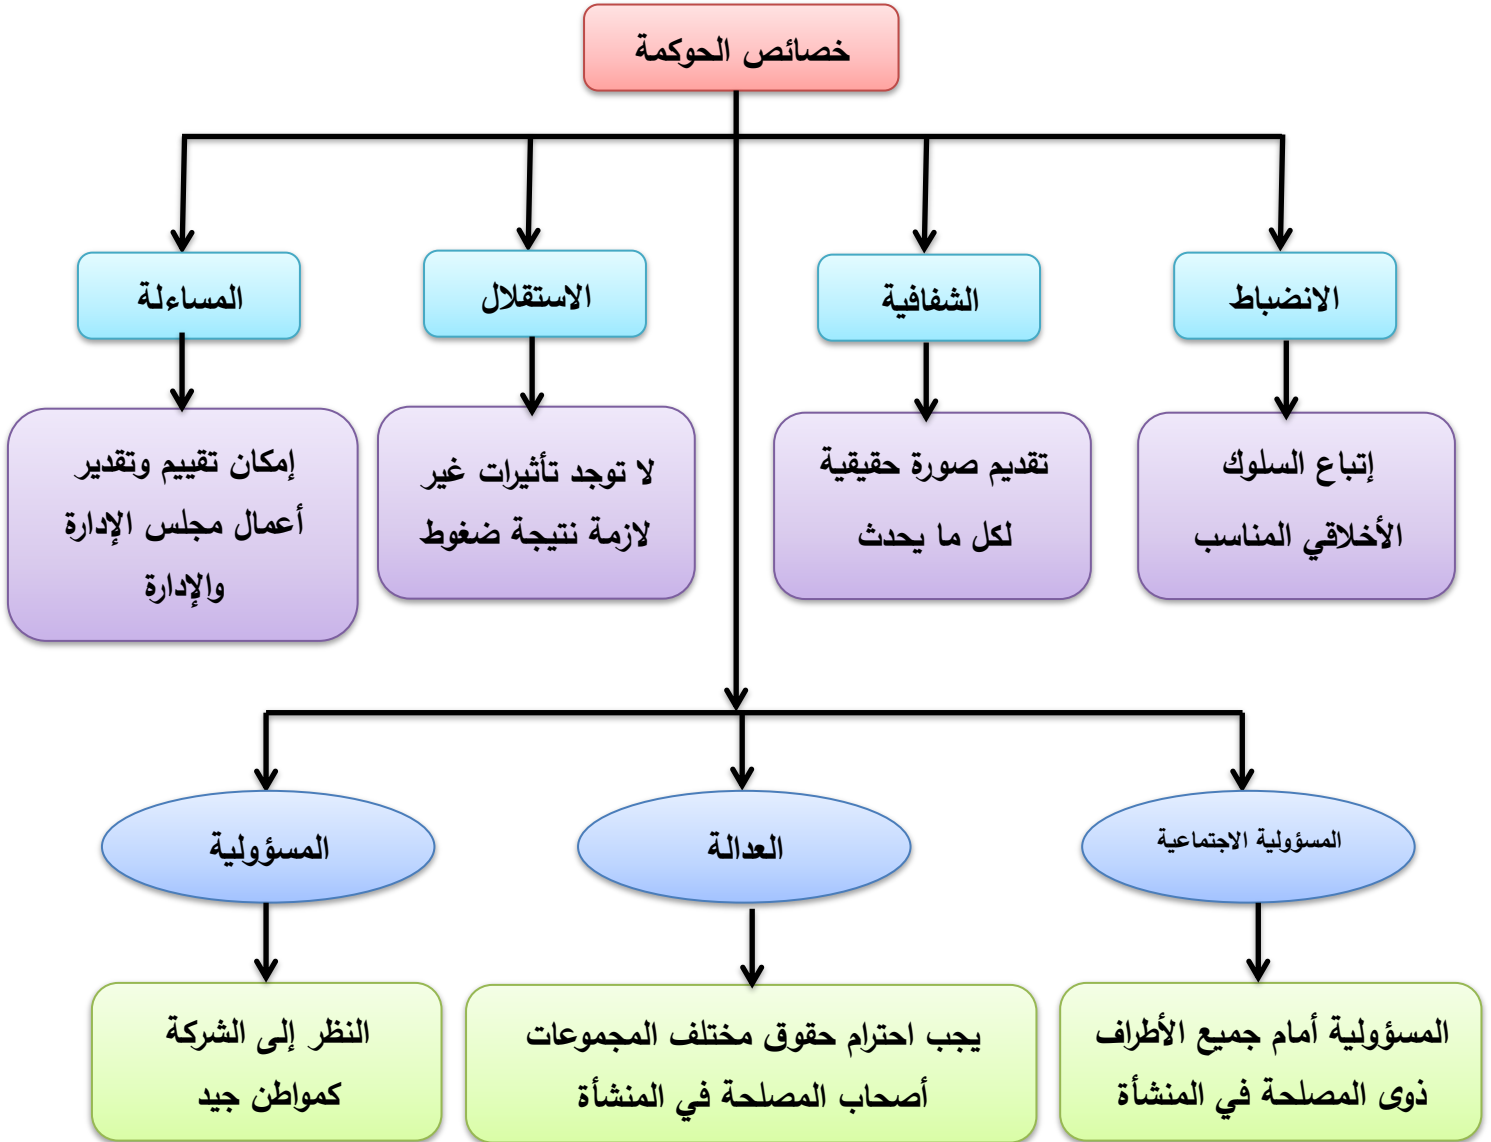 خصائص الحوكمة
الانضباط
الشفافية
الاستقلال
المساءلة
إتباع السلوك
الأخلاقي المناسب
تقديم صورة حقيقية
لكل ما يحدث
لا توجد تأثيرات غير
لازمة نتيجة ضغوط
إمكان تقييم وتقدير
أعمال مجلس الإدارة
والإدارة
المسؤولية الاجتماعية
العدالة
المسؤولية
المسؤولية أمام جميع الأطراف
ذوى المصلحة في المنشأة
يجب احترام حقوق مختلف المجموعات
أصحاب المصلحة في المنشأة
النظر إلى الشركة
كمواطن جيد